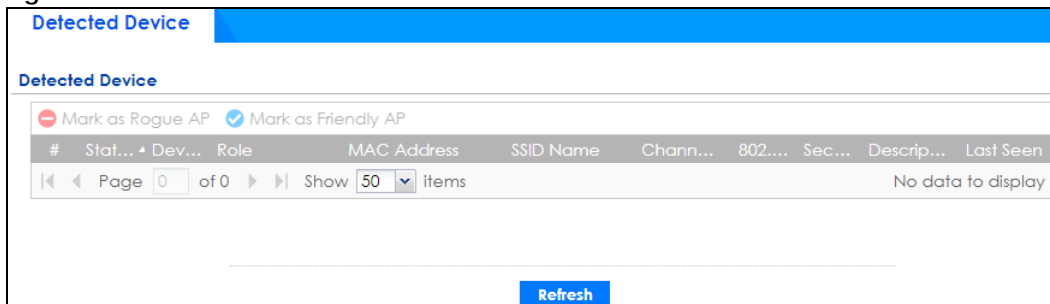 Detected Device
Detected Device
Mark as Rogue AP Mark as Friendly AP
# Stat... Dev... Role MAC Address SSID Name Chann... 802.... Sec... Descrip... Last Seen
Page 0 of 0 Show 50 items No data to display
Refresh